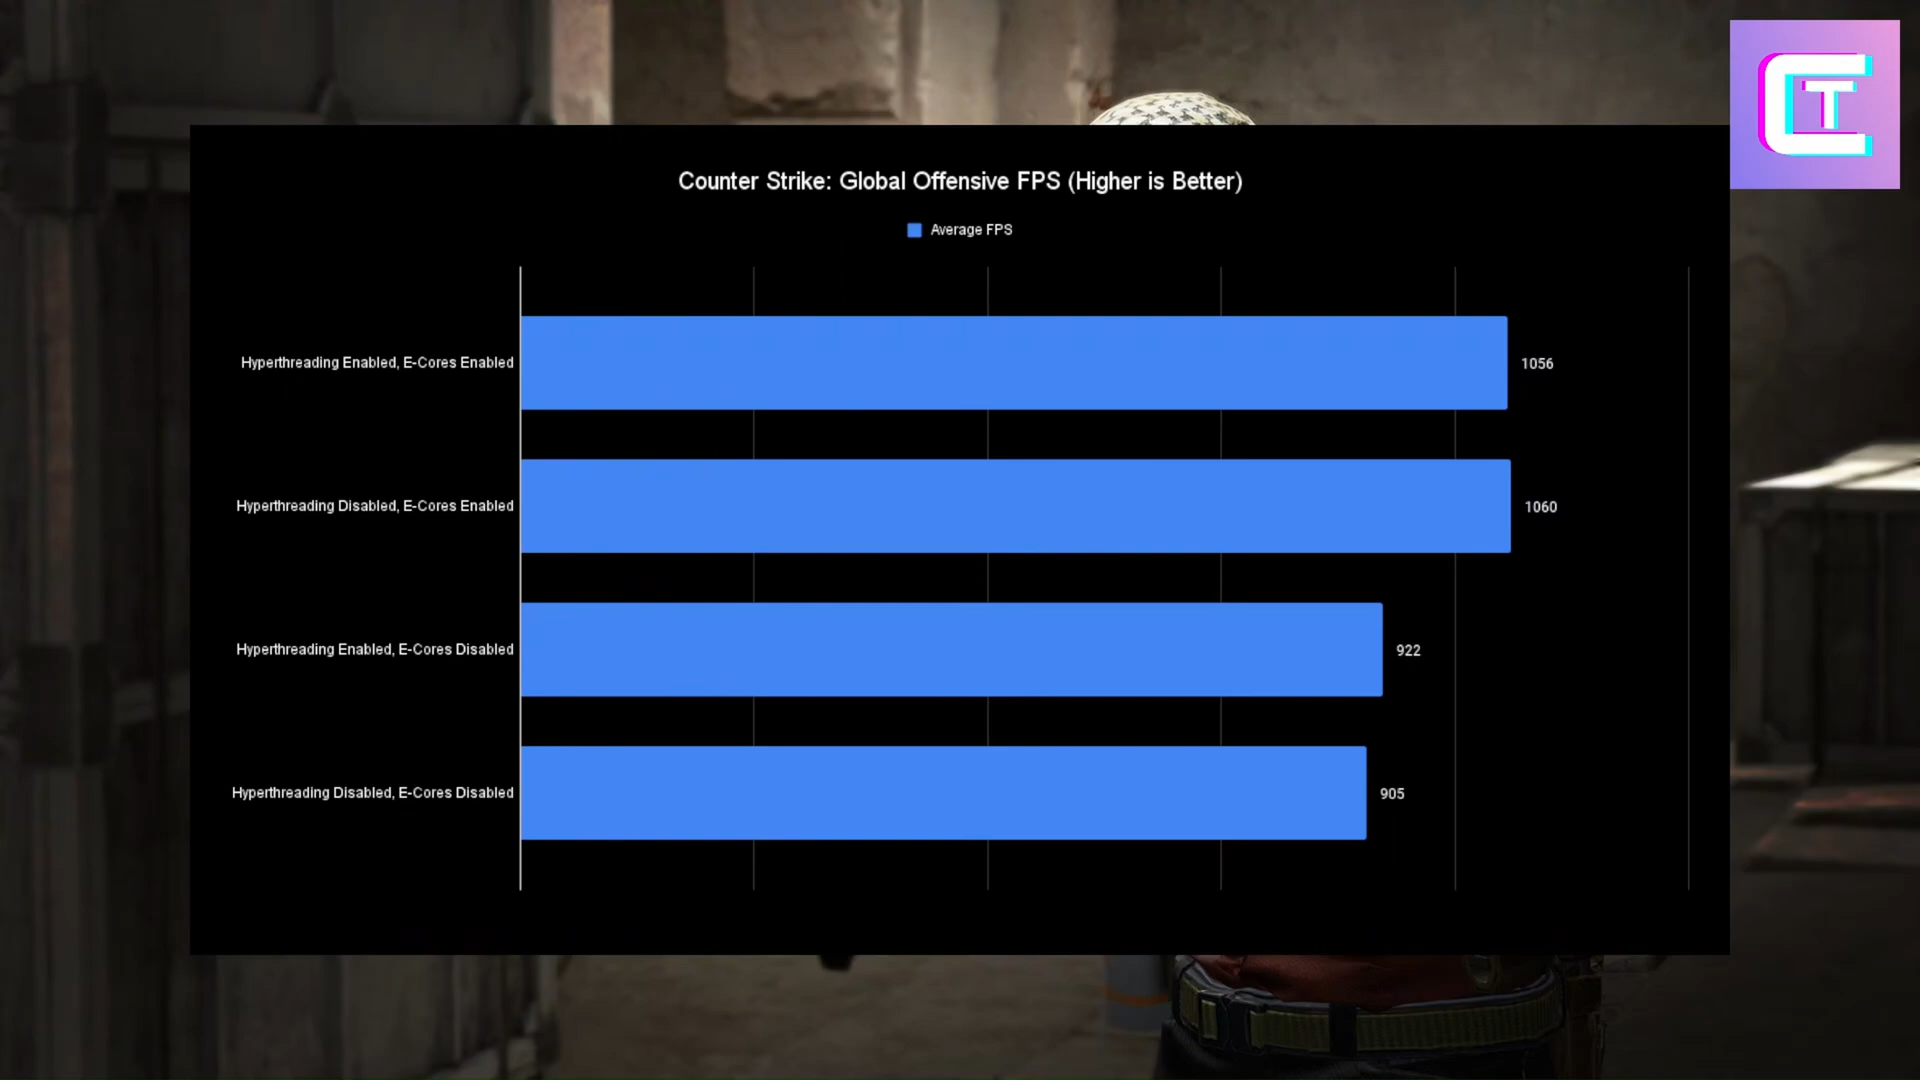 CT
Counter Strike: Global Offensive FPS (Higher is Better)
Average FPS
Hyperthreading Enabled, E-Cores Enabled 1056
Hyperthreading Disabled, E-Cores Enabled 1060
Hyperthreading Enabled, E-Cores Disabled 922
Hyperthreading Disabled, E-Cores Disabled 905